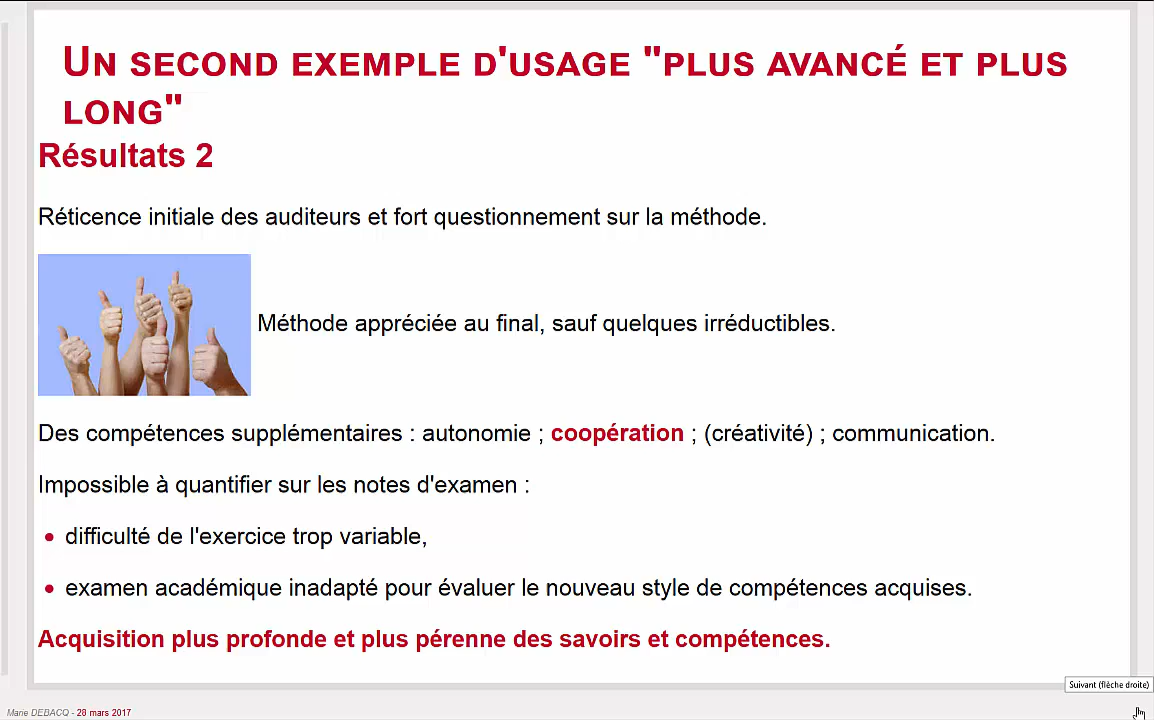 Un second exemple d'usage "plus avancé et plus
long"
Résultats 2
Réticence initiale des auditeurs et fort questionnement sur la méthode.
Méthode appréciée au final, sauf quelques irréductibles.
Des compétences supplémentaires : autonomie ; coopération ; (créativité) ; communication.
Impossible à quantifier sur les notes d'examen :
• difficulté de l'exercice trop variable,
• examen académique inadapté pour évaluer le nouveau style de compétences acquises.
Acquisition plus profonde et plus pérenne des savoirs et compétences.
Suivant (flèche droite)
Marie DEBACQ - 28 mars 2017